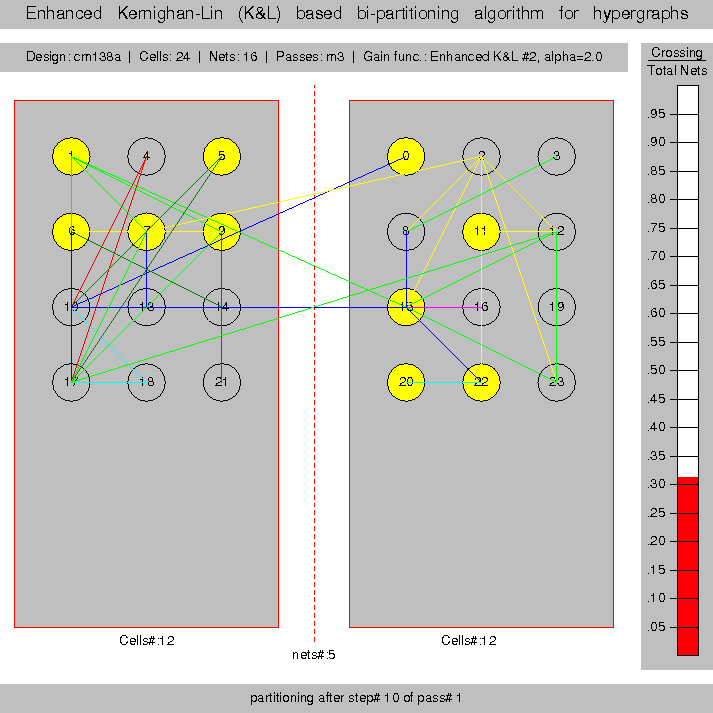 Enhanced Kernighan-Lin (K&L) based bi-partitioning algorithm for hypergraphs
Design: cm138a | Cells: 24 | Nets: 16 | Passes: m3 | Gain func.: Enhanced K&L #2, alpha=2.0
Crossing
Total Nets
.95
.90
.85
.80
.75
.70
.65
.60
.55
.50
.45
.40
.35
.30
.25
.20
.15
.10
.05
1 4 5 0 2 3
6 7 9 8 11 12
13 14 16 19
17 18 21 20 22 23
Cells#:12 Cells#:12
nets#:5
partitioning after step# 10 of pass# 1